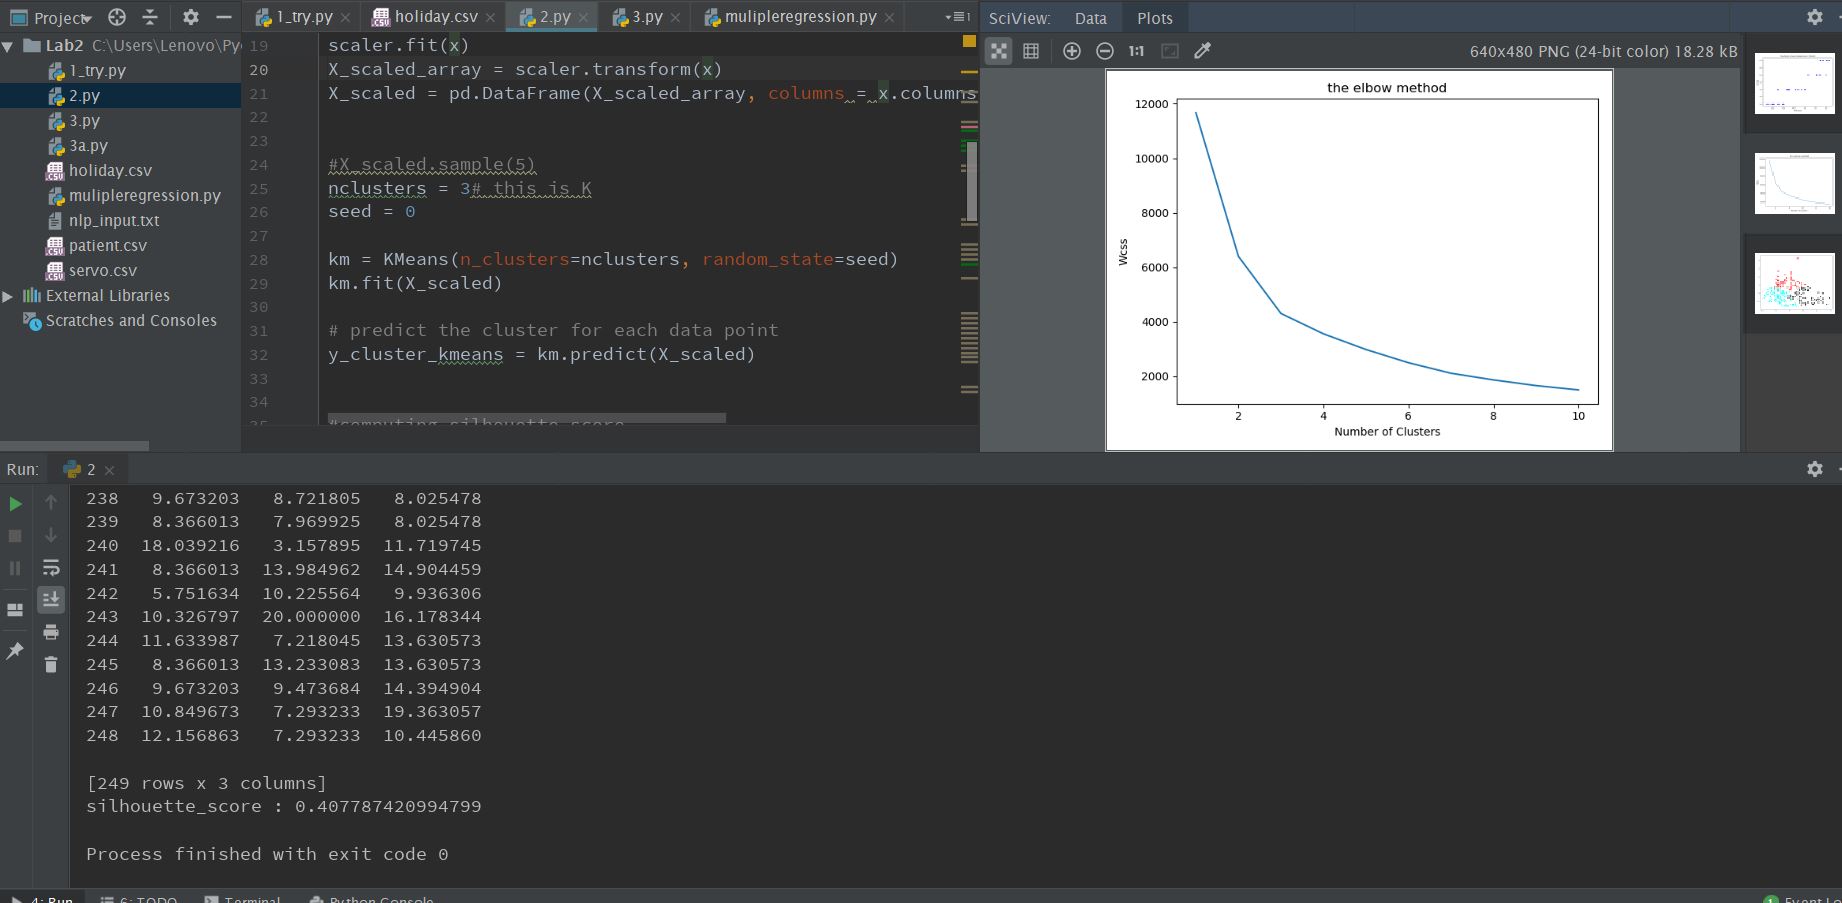 Project
1_try.py
holiday.csv
2.py
3.py
mulipleregression.py
1
SciView:
Data
Plots
Lab2 C:\Users\Lenovo\Py
1_try.py
2.py
3.py
3a.py
holiday.csv
mulipleregression.py
nlp_input.txt
patient.csv
servo.csv
External Libraries
Scratches and Consoles
19 scaler.fit(x)
20 X_scaled_array = scaler.transform(x)
21 X_scaled = pd.DataFrame(X_scaled_array, columns = x.columns
22
23
24 #X_scaled.sample(5)
25 nclusters = 3# this is K
26 seed = 0
27
28 km = KMeans(n_clusters=nclusters, random_state=seed)
29 km.fit(X_scaled)
30
31 # predict the cluster for each data point
32 y_cluster_kmeans = km.predict(X_scaled)
33
34
35 #computing silhouette score
1:1
640x480 PNG (24-bit color) 18.28 kB
the elbow method
12000
10000
8000
6000
4000
2000
Wcss
2 4 6 8 10
Number of Clusters
Run: 2
238 9.673203 8.721805 8.025478
239 8.366013 7.969925 8.025478
240 18.039216 3.157895 11.719745
241 8.366013 13.984962 14.904459
242 5.751634 10.225564 9.936306
243 10.326797 20.000000 16.178344
244 11.633987 7.218045 13.630573
245 8.366013 13.233083 13.630573
246 9.673203 9.473684 14.394904
247 10.849673 7.293233 19.363057
248 12.156863 7.293233 10.445860
[249 rows x 3 columns]
silhouette_score : 0.407787420994799
Process finished with exit code 0
4: Run
6: TODO
Terminal
Python Console
1 Event Lo